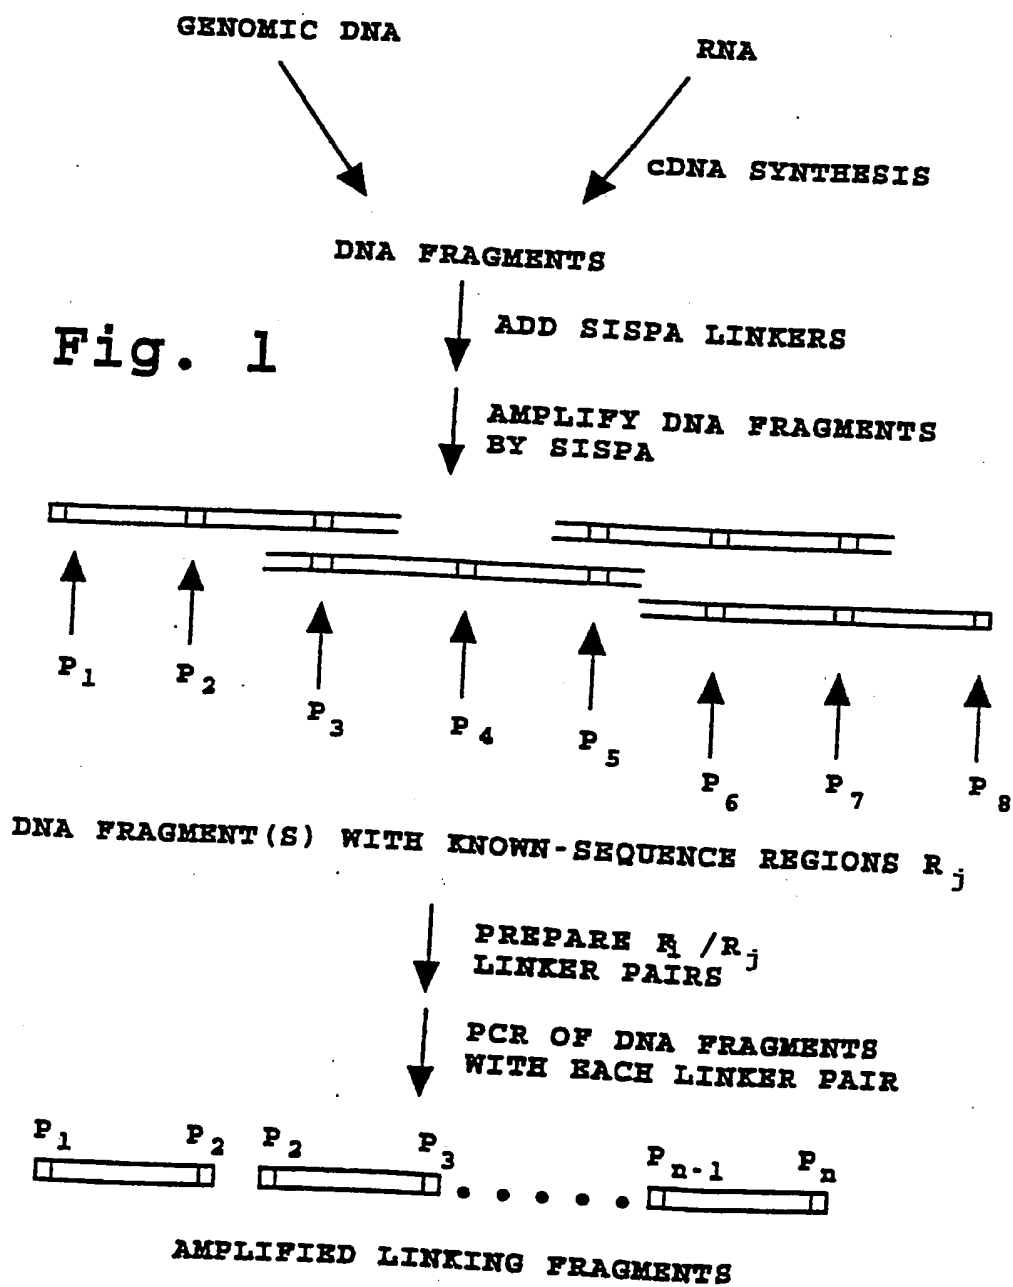 GENOMIC DNA
RNA
cDNA SYNTHESIS
DNA FRAGMENTS
Fig. 1
ADD SISPA LINKERS
AMPLIFY DNA FRAGMENTS
BY SISPA
P1 P2 P3 P4 P5 P6 P7 P8
DNA FRAGMENT(S) WITH KNOWN-SEQUENCE REGIONS Rj
PREPARE /Rj
LINKER PAIRS
PCR OF DNA FRAGMENTS
WITH EACH LINKER PAIR
P1 P2 P2 P3 Pn-1 Pn
AMPLIFIED LINKING FRAGMENTS